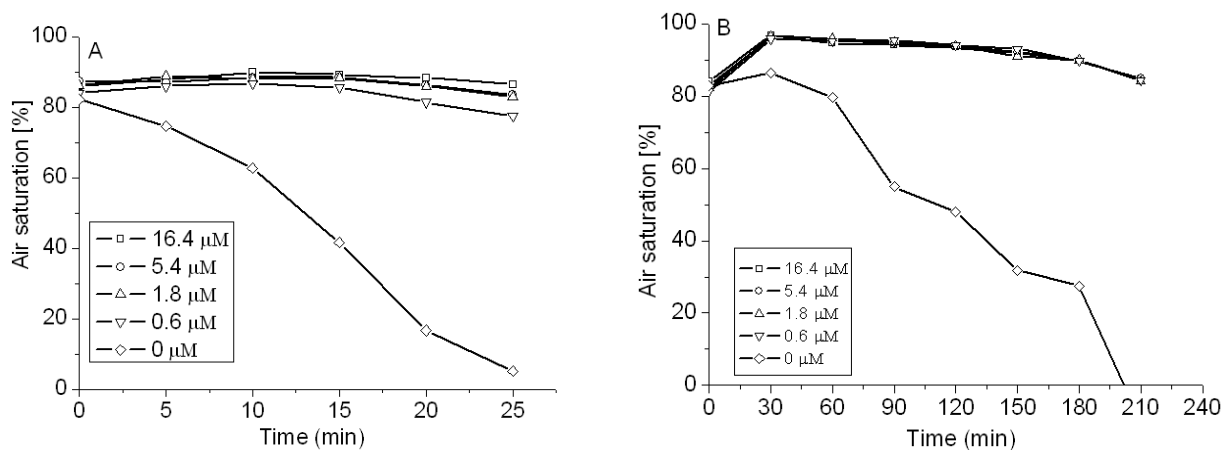 A
Air saturation [%]
100
80
60
40
20
0
16.4 μM
5.4 μM
1.8 μM
0.6 μM
0 μM
0 5 10 15 20 25
Time (min)
B
Air saturation [%]
100
80
60
40
20
0
16.4 μM
5.4 μM
1.8 μM
0.6 μM
0 μM
0 30 60 90 120 150 180 210 240
Time (min)